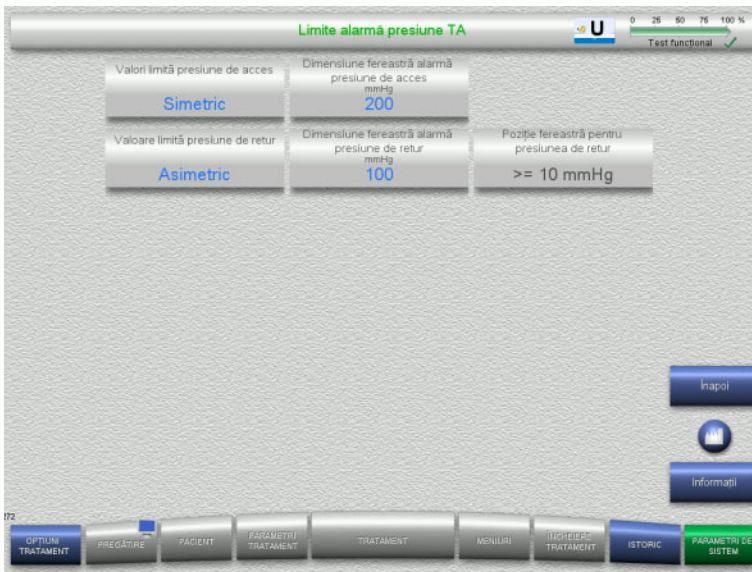 Limite alarmă presiune TA
U
0 25 50 75 100 %
Test funcțional
Valori limită presiune de acces
Simetric
Dimensiune fereastră alarmă
presiune de acces
mmHg
200
Valoare limită presiune de retur
Asimetric
Dimensiune fereastră alarmă
presiune de retur
mmHg
100
Poziție fereastră pentru
presiunea de retur
>= 10 mmHg
Înapoi
Informații
272
OPȚIUNI
TRATAMENT
PREGĂTIRE
PACIENT
PARAMETRI
TRATAMENT
TRATAMENT
MENIURI
ÎNCHEIERE
TRATAMENT
ISTORIC
PARAMETRI DE
SISTEM